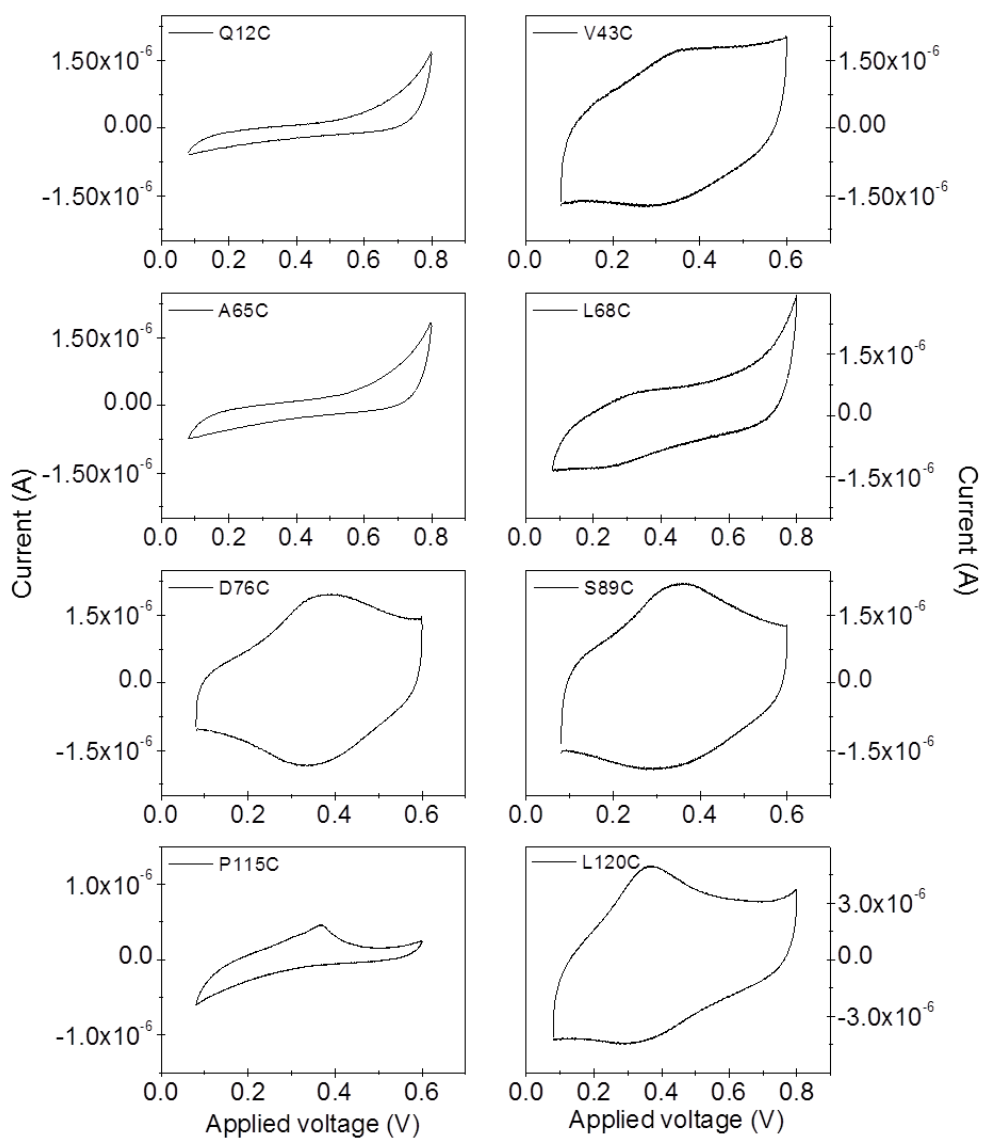 Q12C
1.50x10⁻⁶
0.00
-1.50x10⁻⁶
0.0 0.2 0.4 0.6 0.8
V43C
1.50x10⁻⁶
0.00
-1.50x10⁻⁶
0.0 0.2 0.4 0.6
A65C
1.50x10⁻⁶
0.00
-1.50x10⁻⁶
0.0 0.2 0.4 0.6 0.8
L68C
1.5x10⁻⁶
0.0
-1.5x10⁻⁶
0.0 0.2 0.4 0.6 0.8
Current (A)
Current (A)
D76C
1.5x10⁻⁶
0.0
-1.5x10⁻⁶
0.0 0.2 0.4 0.6
S89C
1.5x10⁻⁶
0.0
-1.5x10⁻⁶
0.0 0.2 0.4 0.6
P115C
1.0x10⁻⁶
0.0
-1.0x10⁻⁶
0.0 0.2 0.4 0.6
Applied voltage (V)
L120C
3.0x10⁻⁶
0.0
-3.0x10⁻⁶
0.0 0.2 0.4 0.6 0.8
Applied voltage (V)